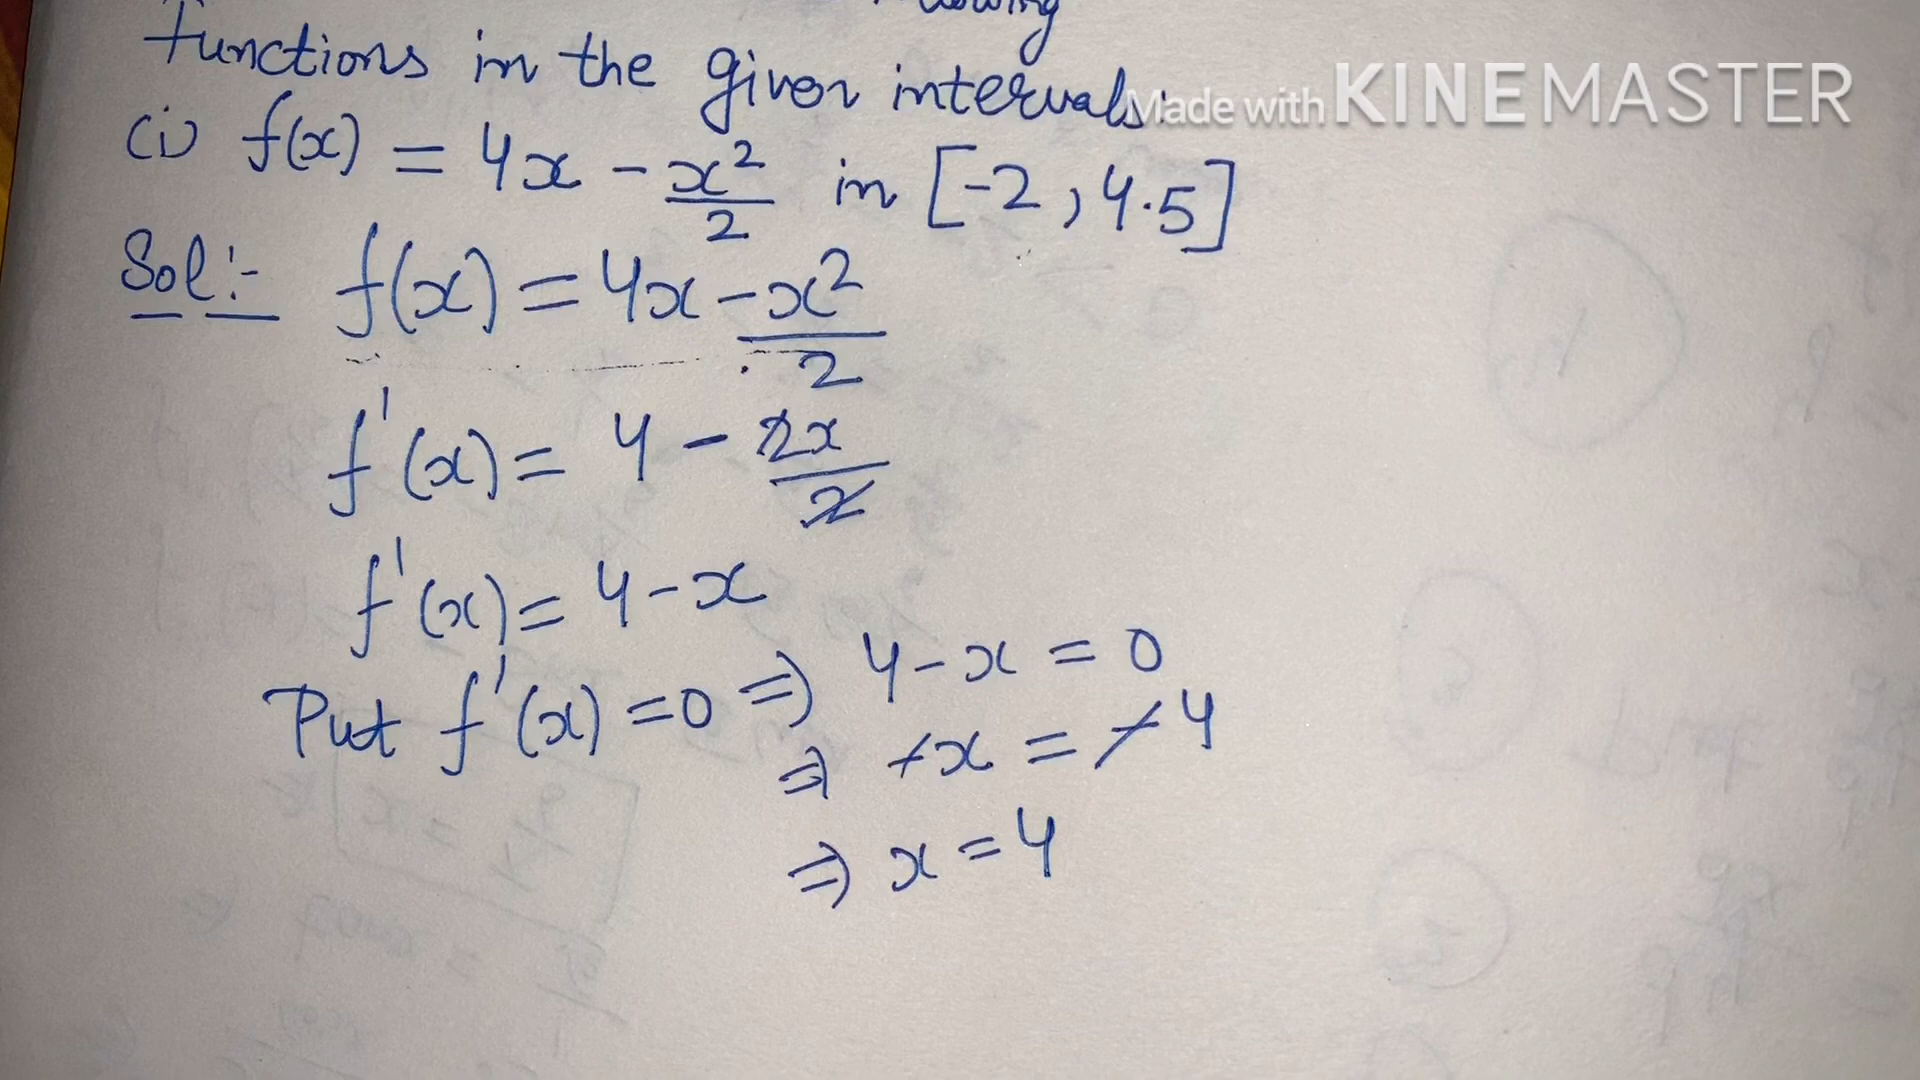 functions in the given intervals:
Made with KINEMASTER
(i) f(x) = 4x - x²/2 in [-2, 4.5]
Sol:- f(x) = 4x - x²/2
f'(x) = 4 - 2x/2
f'(x) = 4 - x
Put f'(x) = 0 ⇒ 4 - x = 0
⇒ -x = -4
⇒ x = 4